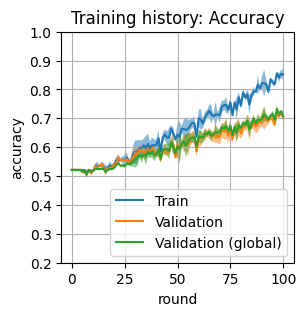 Training history: Accuracy
accuracy
1.0
0.9
0.8
0.7
0.6
0.5
0.4
0.3
0.2
Train
Validation
Validation (global)
0
25
50
75
100
round